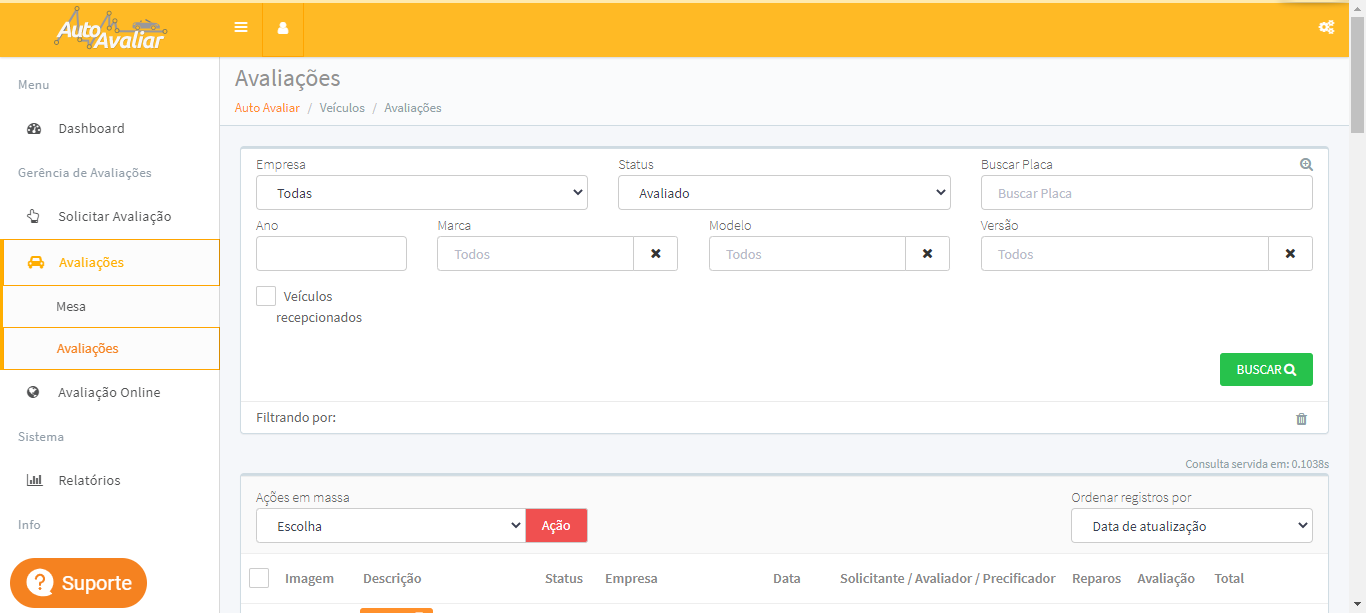 Auto
Avaliar
Avaliações
Auto Avaliar / Veículos / Avaliações
Menu
Dashboard
Gerência de Avaliações
Solicitar Avaliação
Avaliações
Mesa
Avaliações
Avaliação Online
Sistema
Relatórios
Info
Suporte
Empresa Status Buscar Placa
Todas Avaliado Buscar Placa
Ano Marca Modelo Versão
Todos Todos Todos
Veículos
recepcionados
BUSCAR
Filtrando por:
Consulta servida em: 0.1038s
Ações em massa Ordenar registros por
Escolha Ação Data de atualização
Imagem Descrição Status Empresa Data Solicitante / Avaliador / Precificador Reparos Avaliação Total